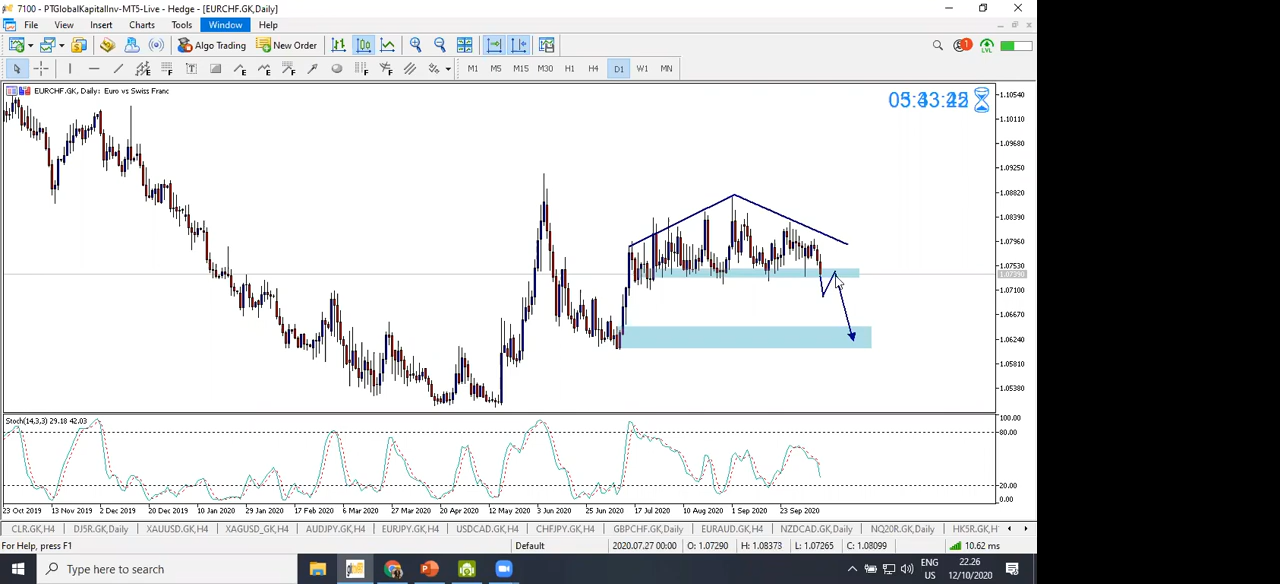 7100 - PTGlobalKapitalInv-MT5-Live - Hedge - [EURCHF.GK,Daily]
File View Insert Charts Tools Window Help
Algo Trading New Order 1 LVL
M1 M5 M15 M30 H1 H4 D1 W1 MN
EURCHF.GK, Daily: Euro vs Swiss Franc
1.10540
1.10110
1.09680
1.09250
1.08820
1.08390
1.07960
1.07530
1.07100
1.06670
1.06240
1.05810
1.05380
Stoch(14,3,3) 29.18 42.03
100.00
80.00
20.00
0.00
23 Oct 2019 13 Nov 2019 2 Dec 2019 20 Dec 2019 10 Jan 2020 29 Jan 2020 17 Feb 2020 6 Mar 2020 27 Mar 2020 20 Apr 2020 12 May 2020 3 Jun 2020 25 Jun 2020 17 Jul 2020 10 Aug 2020 1 Sep 2020 23 Sep 2020
CLR.GK,H4 DJ5R.GK,Daily XAUUSD.GK,H4 XAGUSD_GK,H4 AUDJPY.GK,H4 EURJPY.GK,H4 USDCAD.GK,H4 CHFJPY.GK,H4 GBPCHF.GK,Daily EURAUD.GK,H4 NZDCAD.GK,H4 NQ20R.GK,Daily HK5R.GK,H
For Help, press F1 Default 2020.07.27 00:00 O: 1.07290 H: 1.08373 L: 1.07265 C: 1.08099 10.62 ms
Type here to search ENG US 22.26 12/10/2020